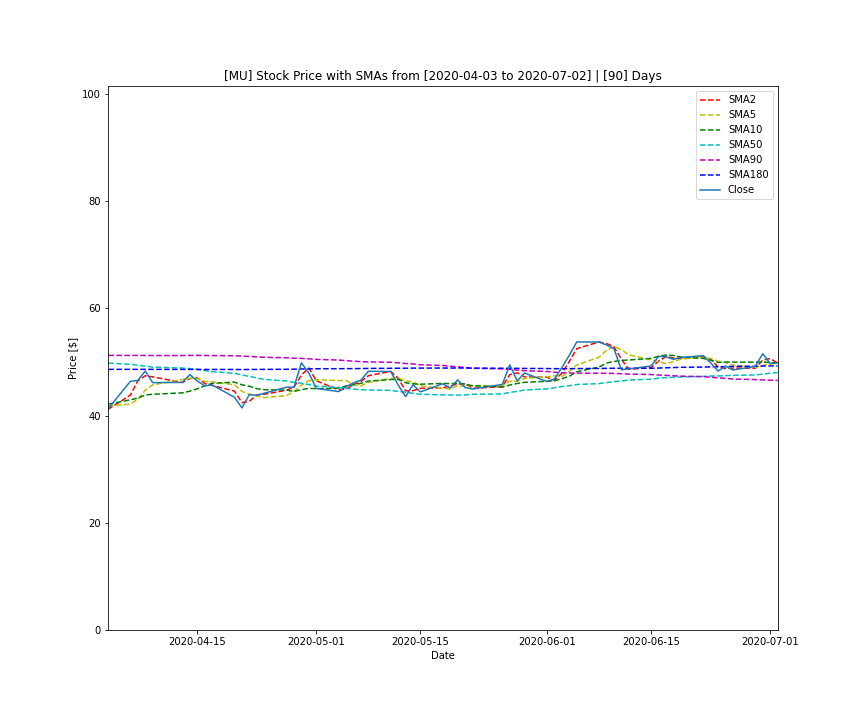 [MU] Stock Price with SMAs from [2020-04-03 to 2020-07-02] | [90] Days
SMA2
SMA5
SMA10
SMA50
SMA90
SMA180
Close
Price [$]
100
80
60
40
20
0
2020-04-15 2020-05-01 2020-05-15 2020-06-01 2020-06-15 2020-07-01
Date